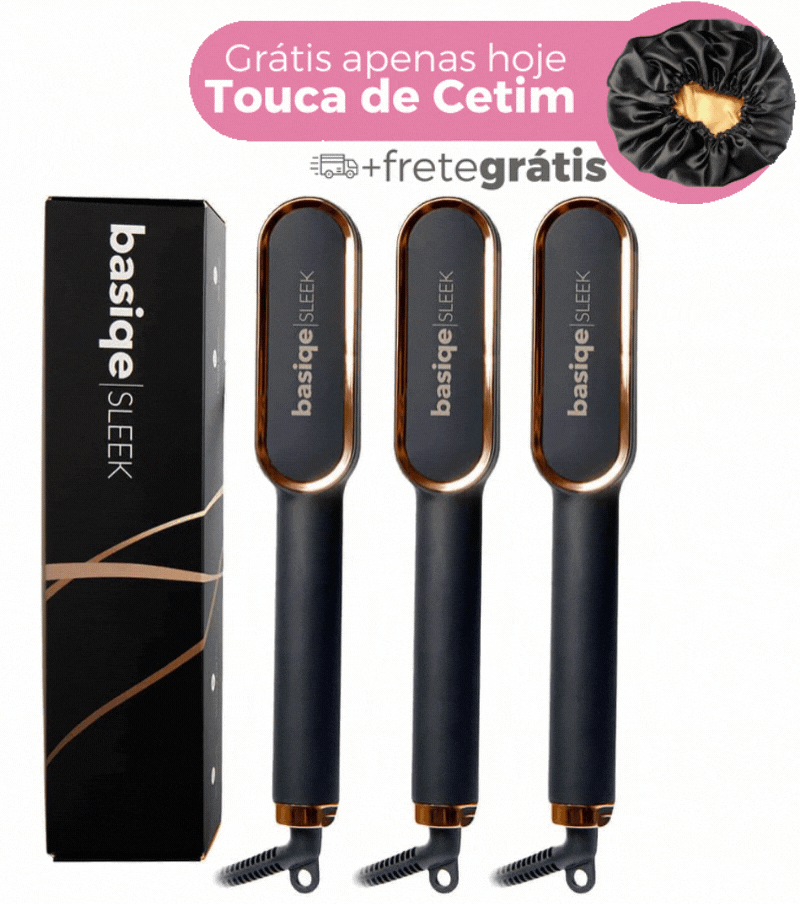 Grátis apenas hoje
Touca de Cetim
+fretegrátis
basiqe|SLEEK
basiqe|SLEEK
basiqe|SLEEK
basiqe|SLEEK